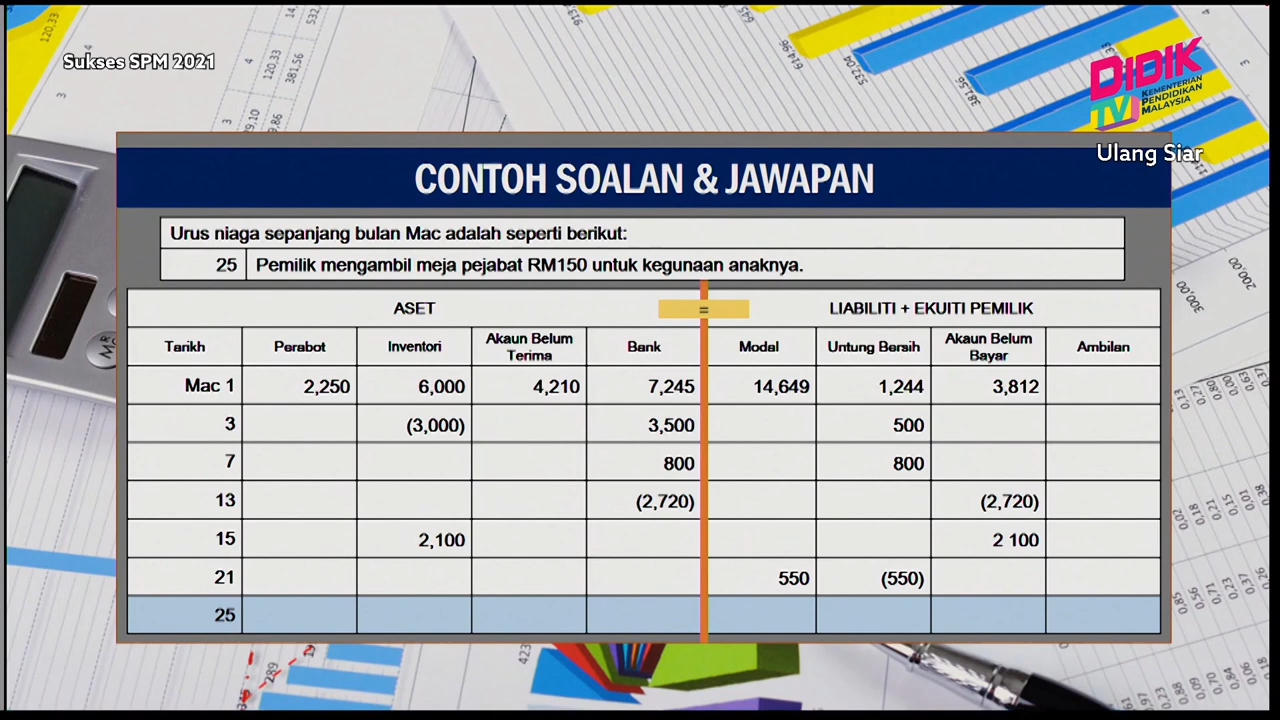 Sukses SPM 2021
DIDIK
TV
KEMENTERIAN
PENDIDIKAN
MALAYSIA
Ulang Siar
CONTOH SOALAN & JAWAPAN
Urus niaga sepanjang bulan Mac adalah seperti berikut:
25 Pemilik mengambil meja pejabat RM150 untuk kegunaan anaknya.
ASET = LIABILITI + EKUITI PEMILIK
Tarikh Perabot Inventori Akaun Belum Terima Bank Modal Untung Bersih Akaun Belum Bayar Ambilan
Mac 1 2,250 6,000 4,210 7,245 14,649 1,244 3,812
3 (3,000) 3,500 500
7 800 800
13 (2,720) (2,720)
15 2,100 2 100
21 550 (550)
25